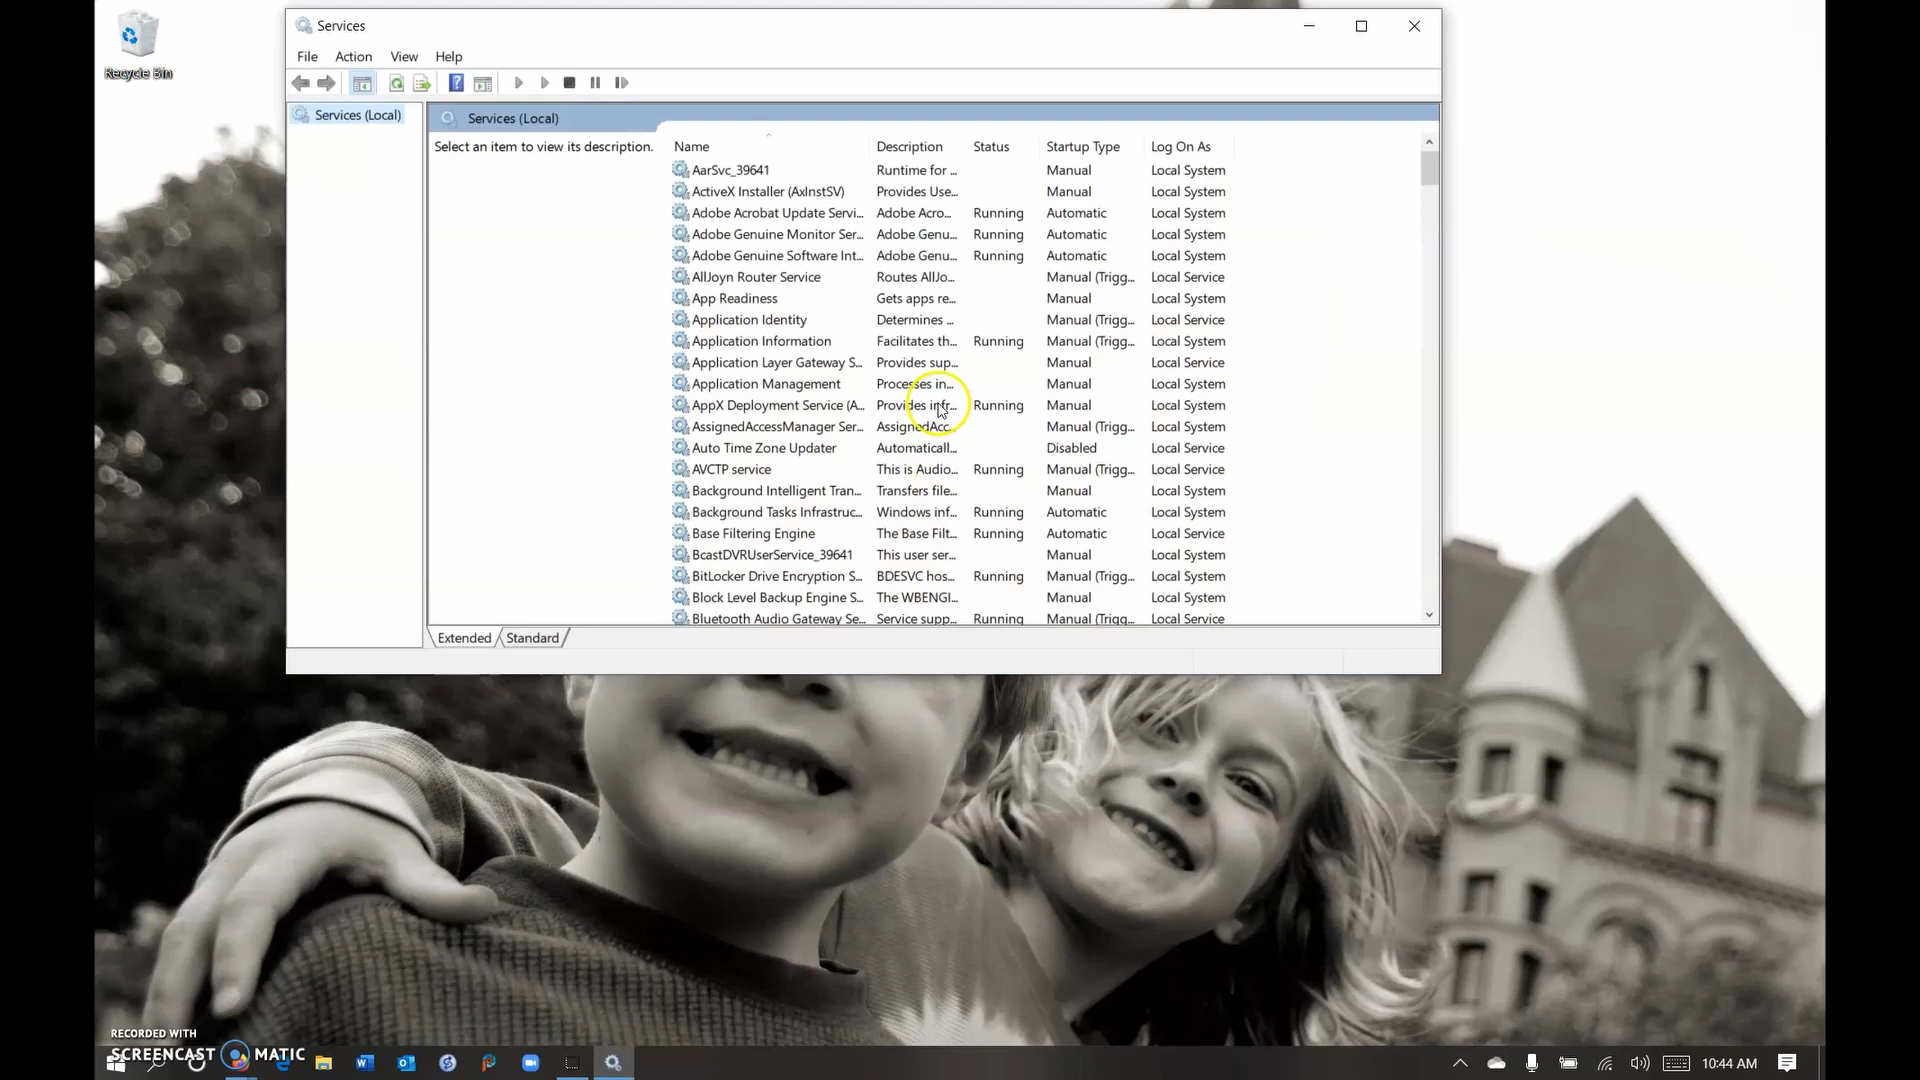 Recycle Bin
Services
File Action View Help
Services (Local)
Services (Local)
Select an item to view its description.
Name Description Status Startup Type Log On As
AarSvc_39641 Runtime for ... Manual Local System
ActiveX Installer (AxInstSV) Provides Use... Manual Local System
Adobe Acrobat Update Servi... Adobe Acro... Running Automatic Local System
Adobe Genuine Monitor Ser... Adobe Genu... Running Automatic Local System
Adobe Genuine Software Int... Adobe Genu... Running Automatic Local System
AllJoyn Router Service Routes AllJo... Manual (Trigg... Local Service
App Readiness Gets apps re... Manual Local System
Application Identity Determines ... Manual (Trigg... Local Service
Application Information Facilitates th... Running Manual (Trigg... Local System
Application Layer Gateway S... Provides sup... Manual Local Service
Application Management Processes in... Manual Local System
AppX Deployment Service (A... Provides infr... Running Manual Local System
AssignedAccessManager Ser... AssignedAcc... Manual (Trigg... Local System
Auto Time Zone Updater Automaticall... Disabled Local Service
AVCTP service This is Audio... Running Manual (Trigg... Local Service
Background Intelligent Tran... Transfers file... Manual Local System
Background Tasks Infrastruc... Windows inf... Running Automatic Local System
Base Filtering Engine The Base Filt... Running Automatic Local Service
BcastDVRUserService_39641 This user ser... Manual Local System
BitLocker Drive Encryption S... BDESVC hos... Running Manual (Trigg... Local System
Block Level Backup Engine S... The WBENGI... Manual Local System
Bluetooth Audio Gateway Se... Service supp... Running Manual (Trigg... Local Service
Extended Standard
RECORDED WITH
SCREENCAST MATIC
10:44 AM